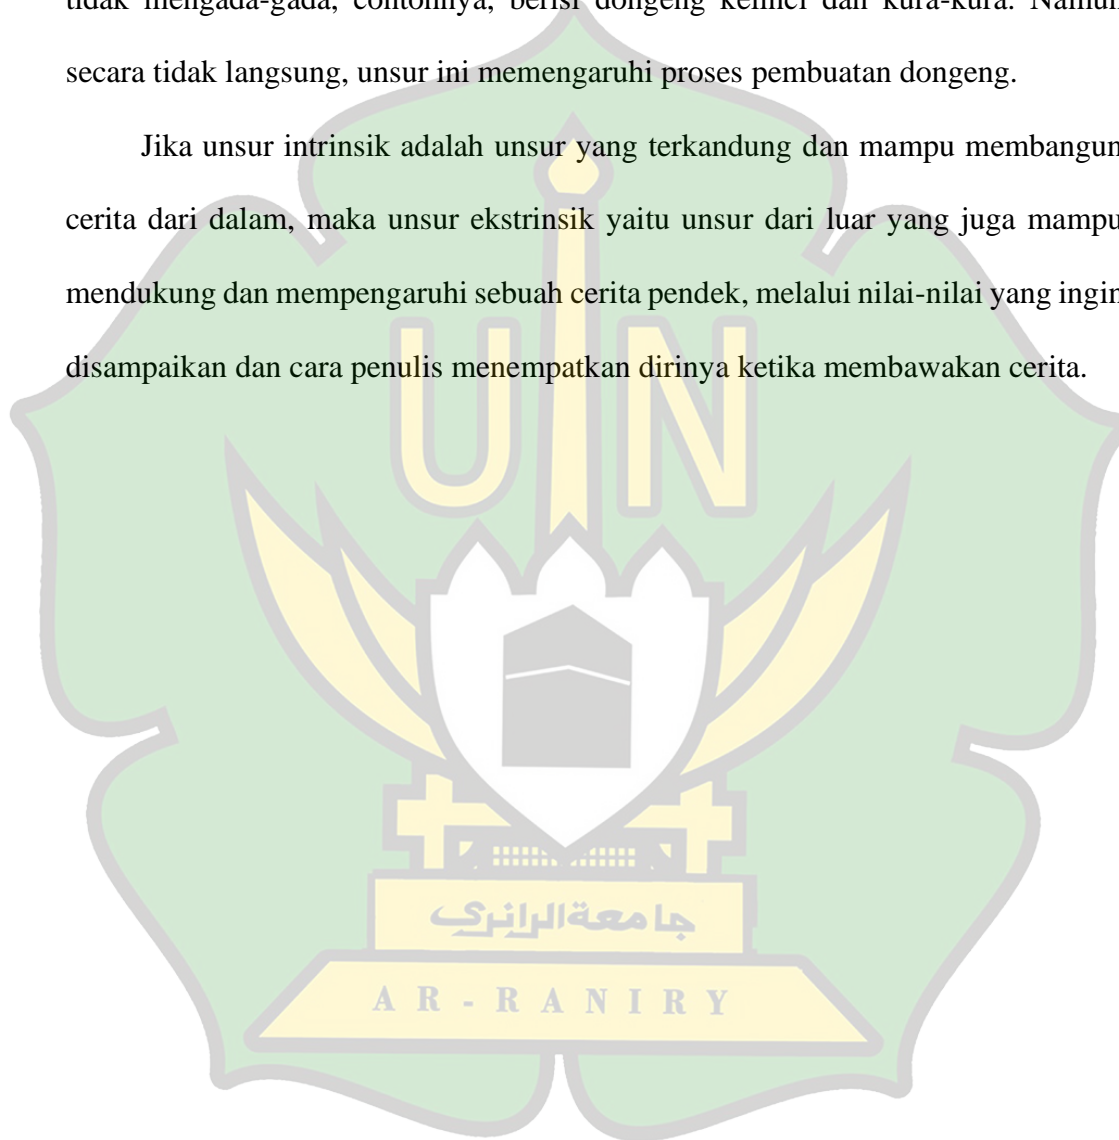 tidak mengada-gada, contohnya, berisi dongeng kelinci dan kura-kura. Namun
secara tidak langsung, unsur ini memengaruhi proses pembuatan dongeng.
Jika unsur intrinsik adalah unsur yang terkandung dan mampu membangun
cerita dari dalam, maka unsur ekstrinsik yaitu unsur dari luar yang juga mampu
mendukung dan mempengaruhi sebuah cerita pendek, melalui nilai-nilai yang ingin
disampaikan dan cara penulis menempatkan dirinya ketika membawakan cerita.
UIN
جامعةالرانري
AR-RANIRY